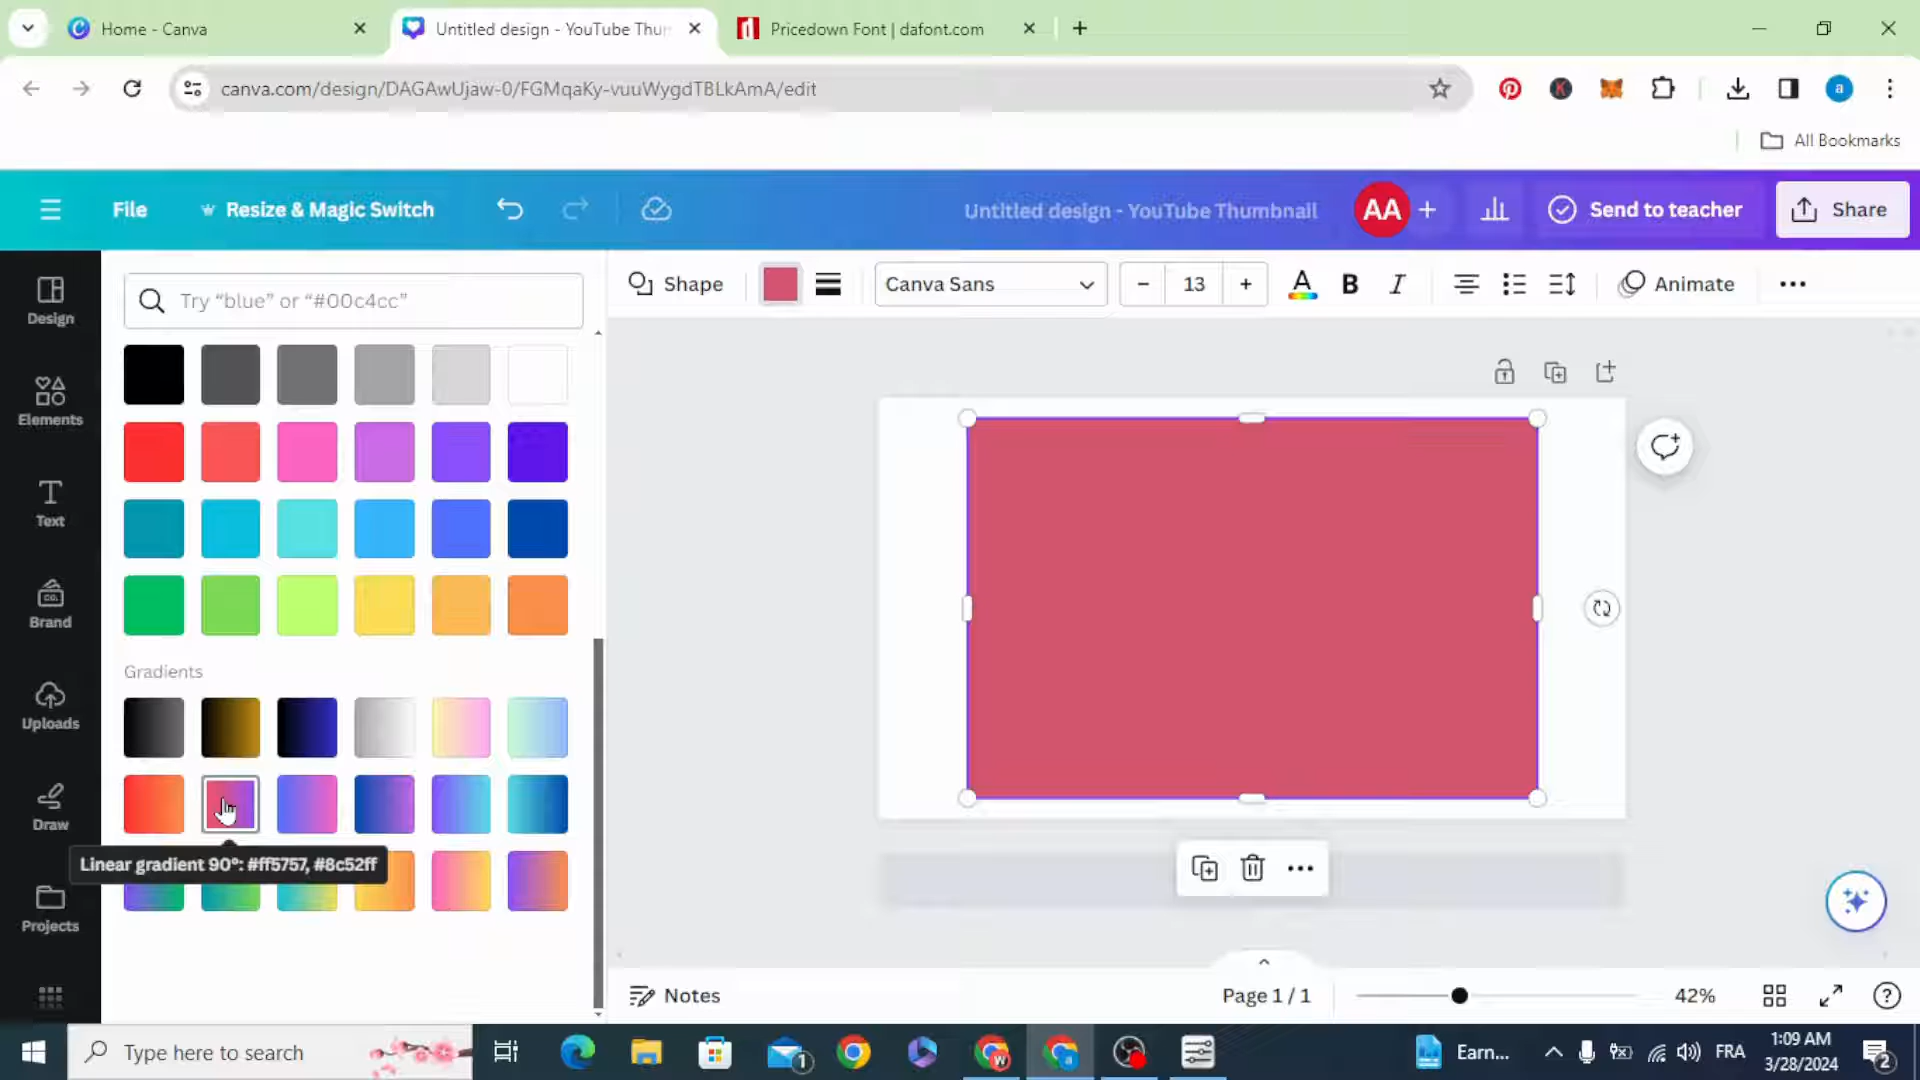 Home - Canva
Untitled design - YouTube Thum
Pricedown Font | dafont.com
canva.com/design/DAGAwUjaw-0/FGMqaKy-vuuWygdTBLkAmA/edit
K
a
All Bookmarks
File
Resize & Magic Switch
Untitled design - YouTube Thumbnail
AA
Send to teacher
Share
Design
Elements
Text
Brand
Uploads
Draw
Projects
Try “blue” or “#00c4cc”
Shape
Canva Sans
13
A
B
I
Animate
Gradients
Linear gradient 90°: #ff5757, #8c52ff
Notes
Page 1 / 1
42%
Type here to search
1
Earn...
FRA
1:09 AM
3/28/2024
2